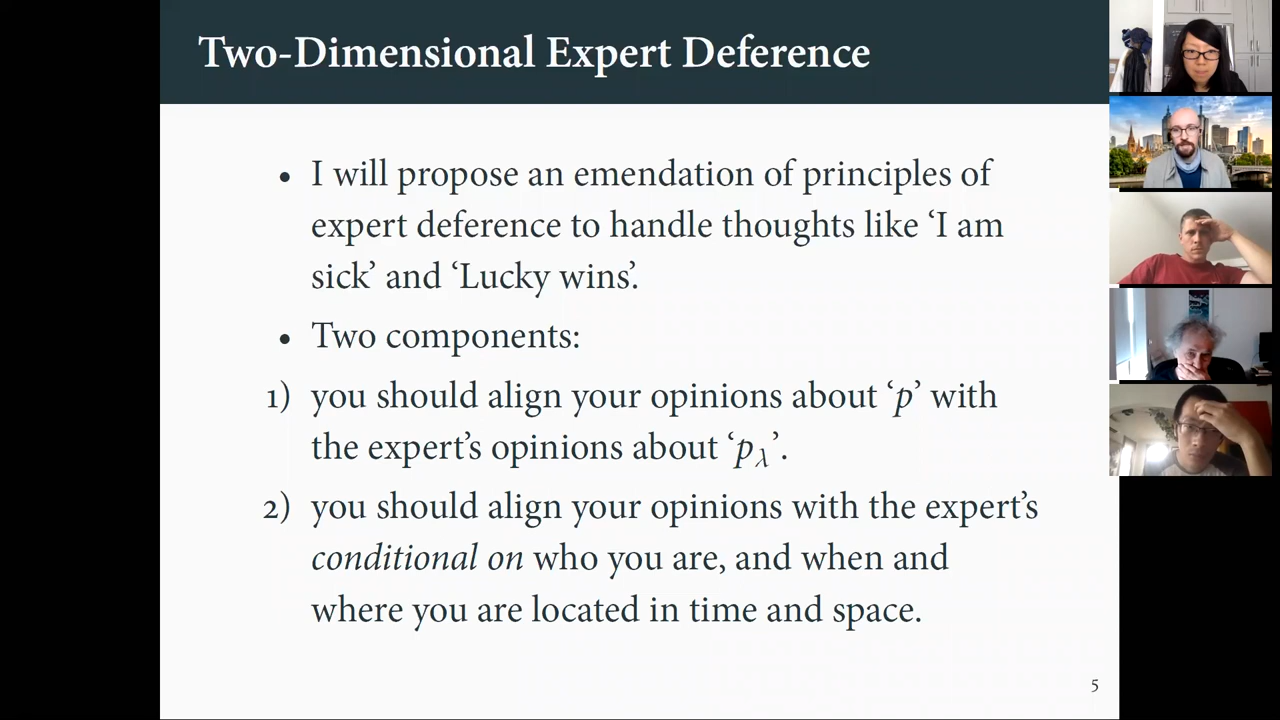 Two-Dimensional Expert Deference
• I will propose an emendation of principles of
expert deference to handle thoughts like ‘I am
sick’ and ‘Lucky wins’.
• Two components:
1) you should align your opinions about ‘p’ with
the expert’s opinions about ‘pλ’.
2) you should align your opinions with the expert’s
conditional on who you are, and when and
where you are located in time and space.
5